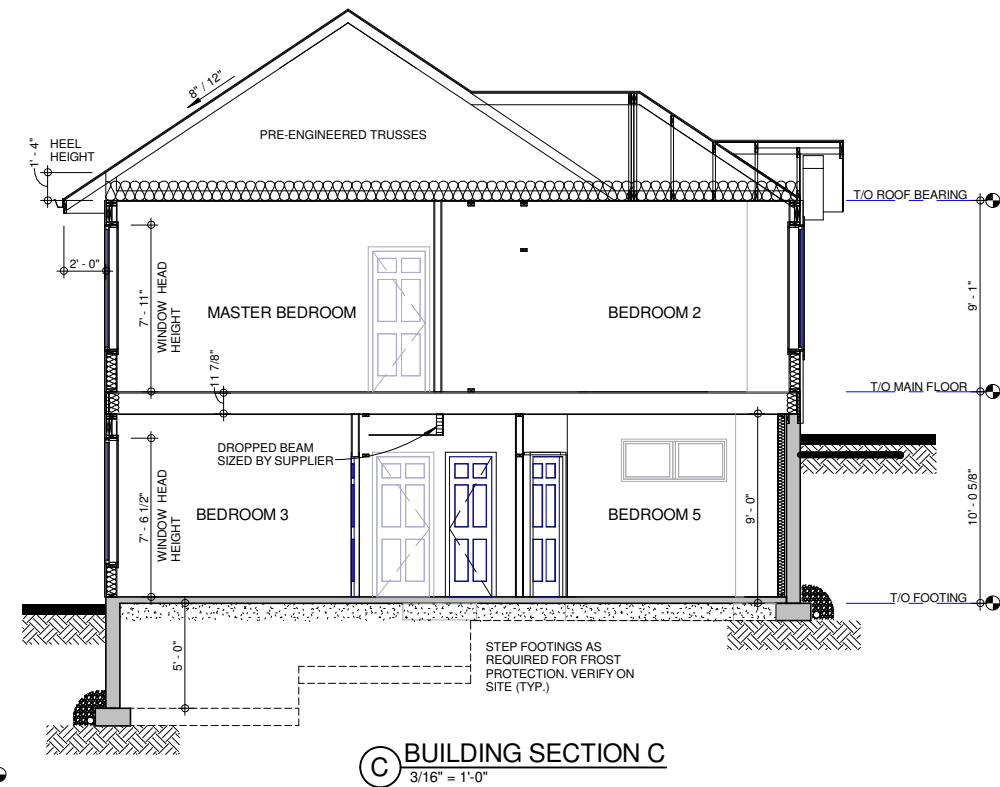 8" / 12"
PRE-ENGINEERED TRUSSES
1' - 4"
HEEL
HEIGHT
T/O ROOF BEARING
2' - 0"
7' - 11"
WINDOW HEAD
HEIGHT
MASTER BEDROOM
BEDROOM 2
9' - 1"
11 7/8"
T/O MAIN FLOOR
DROPPED BEAM
SIZED BY SUPPLIER
7' - 6 1/2"
WINDOW HEAD
HEIGHT
BEDROOM 3
BEDROOM 5
9' - 0"
10' - 0 5/8"
T/O FOOTING
5' - 0"
STEP FOOTINGS AS
REQUIRED FOR FROST
PROTECTION. VERIFY ON
SITE (TYP.)
C BUILDING SECTION C
3/16" = 1'-0"